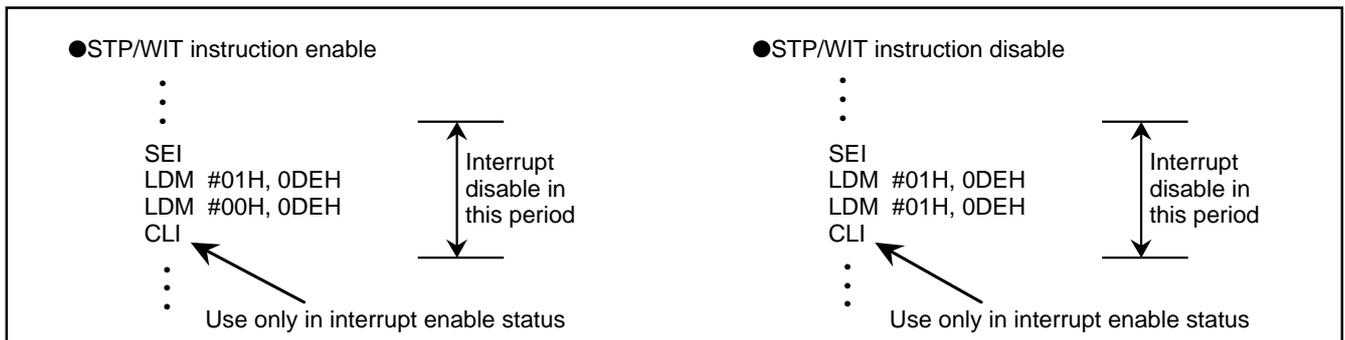 ●STP/WIT instruction enable
SEI
LDM #01H, 0DEH
LDM #00H, 0DEH
CLI
Interrupt
disable in
this period
Use only in interrupt enable status
●STP/WIT instruction disable
SEI
LDM #01H, 0DEH
LDM #01H, 0DEH
CLI
Interrupt
disable in
this period
Use only in interrupt enable status